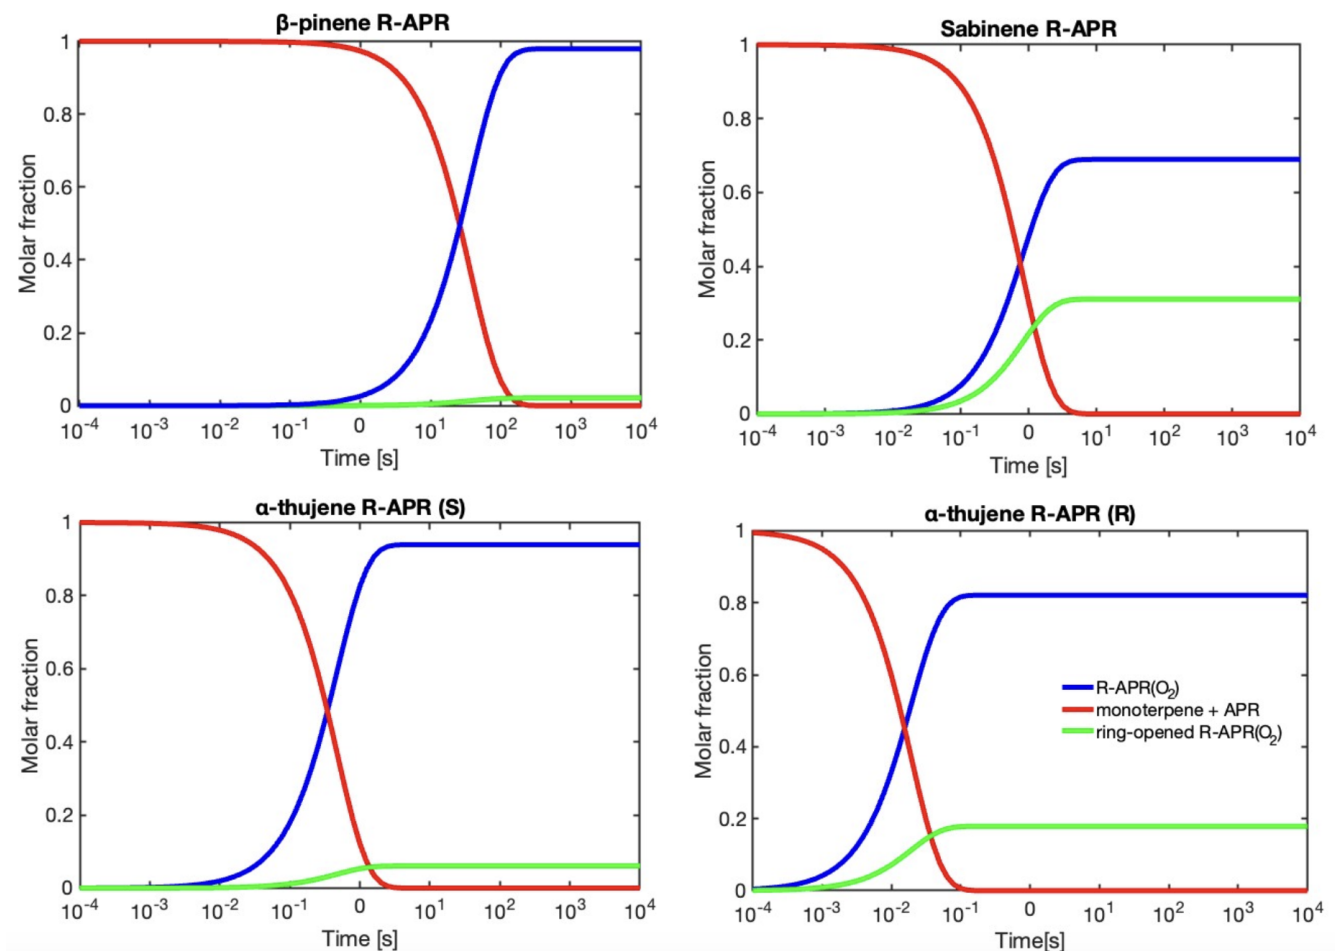 β-pinene R-APR
1
0.8
0.6
0.4
0.2
0
Molar fraction
10-4 10-3 10-2 10-1 0 101 102 103 104
Time [s]
Sabinene R-APR
1
0.8
0.6
0.4
0.2
0
Molar fraction
10-4 10-3 10-2 10-1 0 101 102 103 104
Time [s]
α-thujene R-APR (S)
1
0.8
0.6
0.4
0.2
0
Molar fraction
10-4 10-3 10-2 10-1 0 101 102 103 104
Time [s]
α-thujene R-APR (R)
1
0.8
0.6
0.4
0.2
0
Molar fraction
R-APR(O2)
monoterpene + APR
ring-opened R-APR(O2)
10-4 10-3 10-2 10-1 0 101 102 103 104
Time[s]